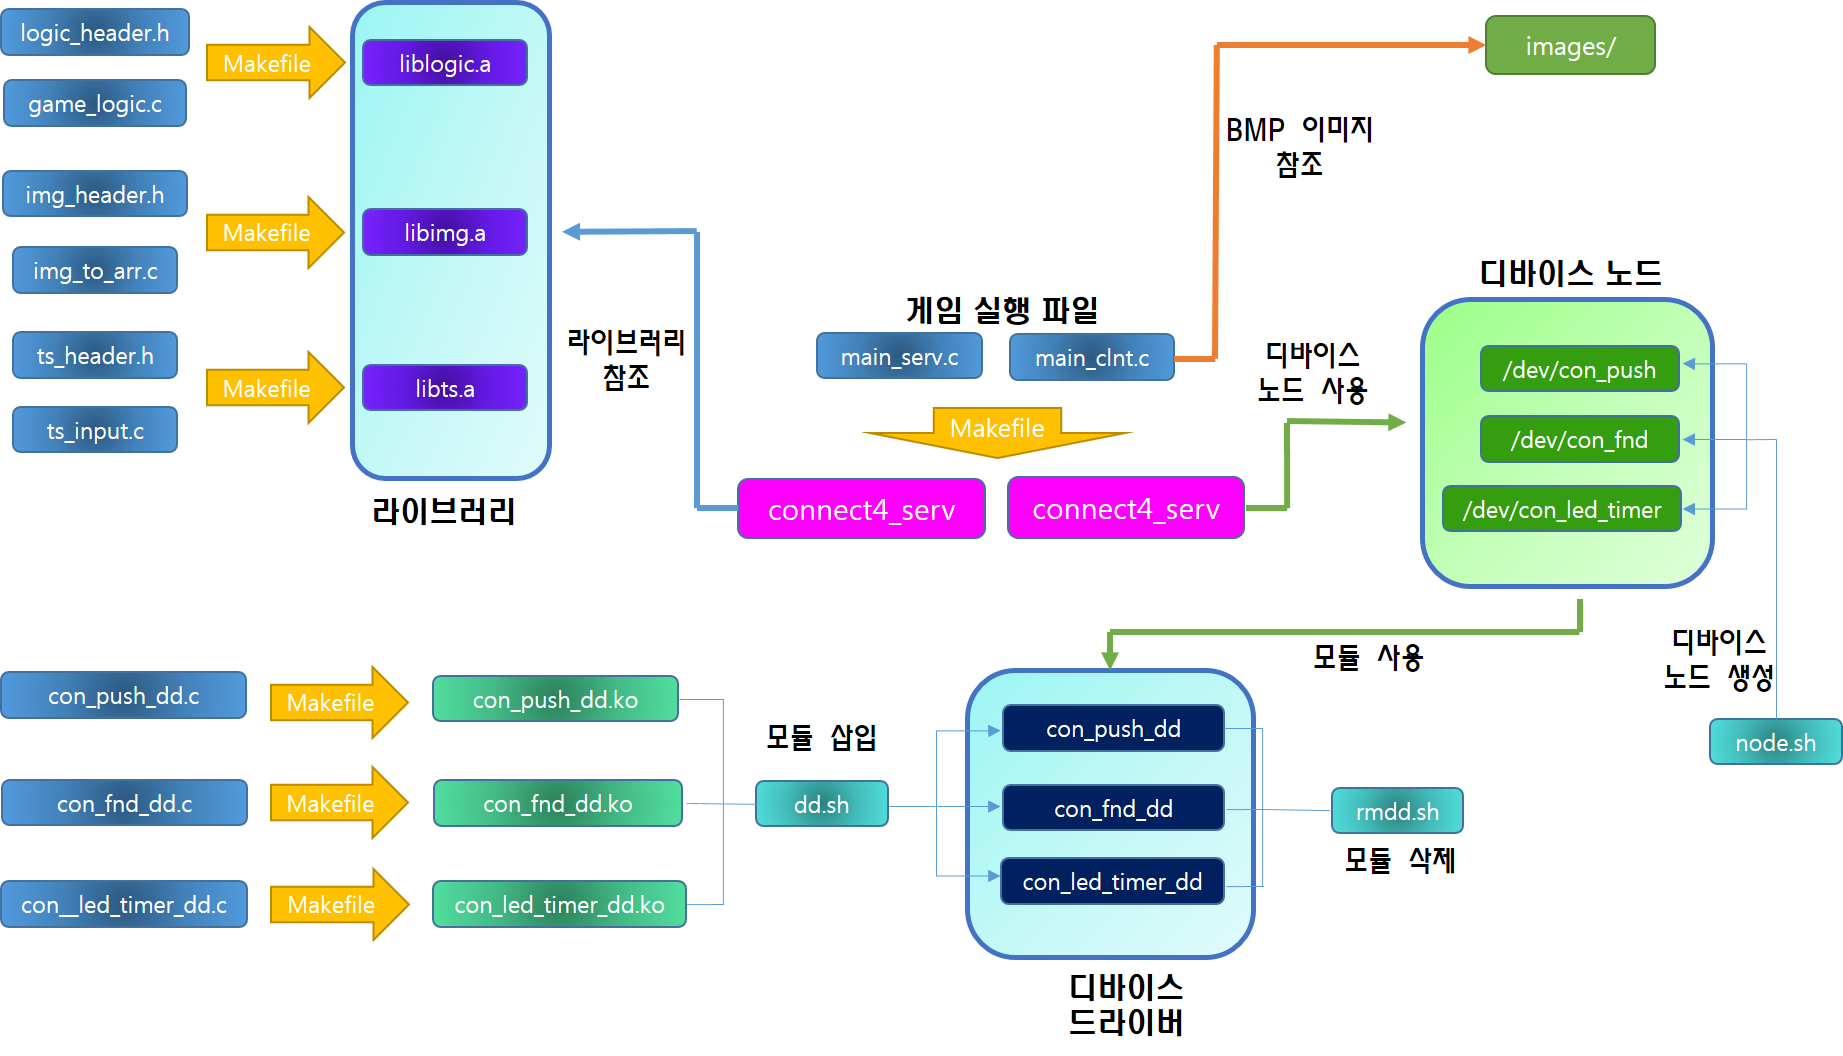 logic_header.h
Makefile
game_logic.c
liblogic.a
img_header.h
Makefile
img_to_arr.c
libimg.a
ts_header.h
Makefile
ts_input.c
libts.a
라이브러리
라이브러리
참조
게임 실행 파일
main_serv.c
main_clnt.c
Makefile
connect4_serv
connect4_serv
BMP 이미지
참조
images/
디바이스
노드 사용
디바이스 노드
/dev/con_push
/dev/con_fnd
/dev/con_led_timer
모듈 사용
디바이스
노드 생성
node.sh
con_push_dd.c
Makefile
con_push_dd.ko
con_fnd_dd.c
Makefile
con_fnd_dd.ko
con__led_timer_dd.c
Makefile
con_led_timer_dd.ko
모듈 삽입
dd.sh
con_push_dd
con_fnd_dd
con_led_timer_dd
디바이스
드라이버
rmdd.sh
모듈 삭제